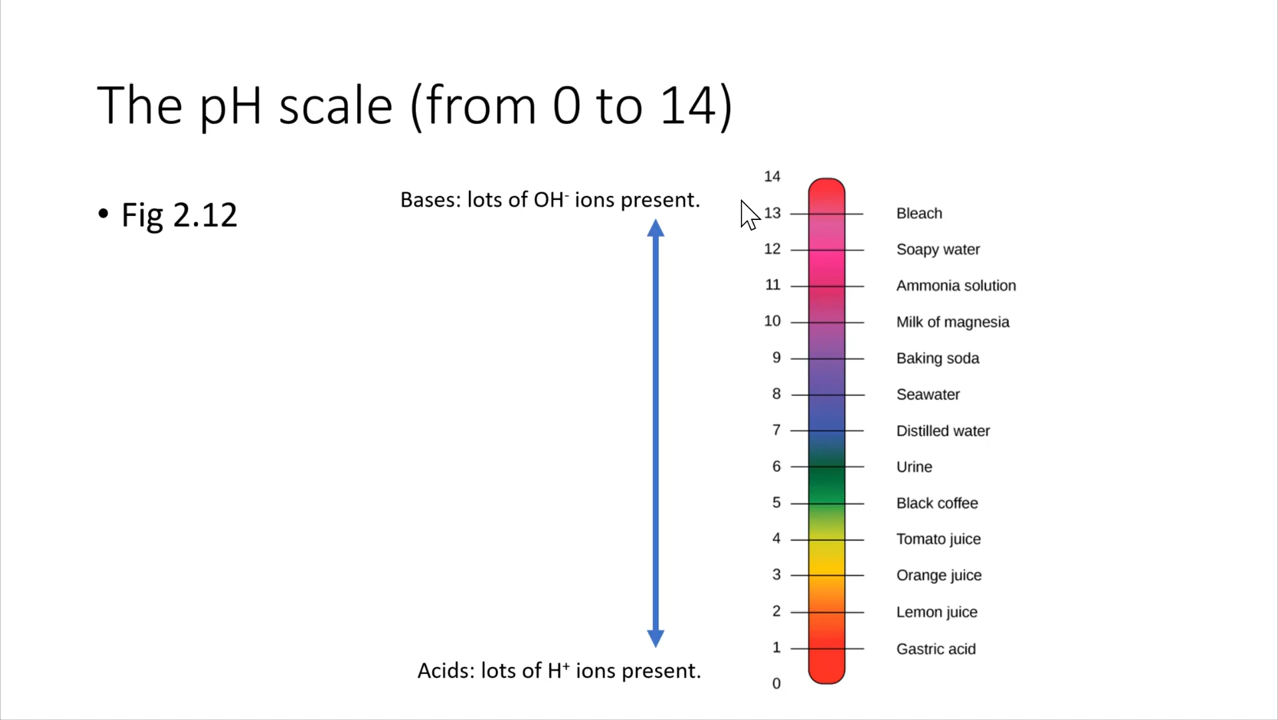 The pH scale (from 0 to 14)
• Fig 2.12
Bases: lots of OH⁻ ions present.
Acids: lots of H⁺ ions present.
14
13 Bleach
12 Soapy water
11 Ammonia solution
10 Milk of magnesia
9 Baking soda
8 Seawater
7 Distilled water
6 Urine
5 Black coffee
4 Tomato juice
3 Orange juice
2 Lemon juice
1 Gastric acid
0